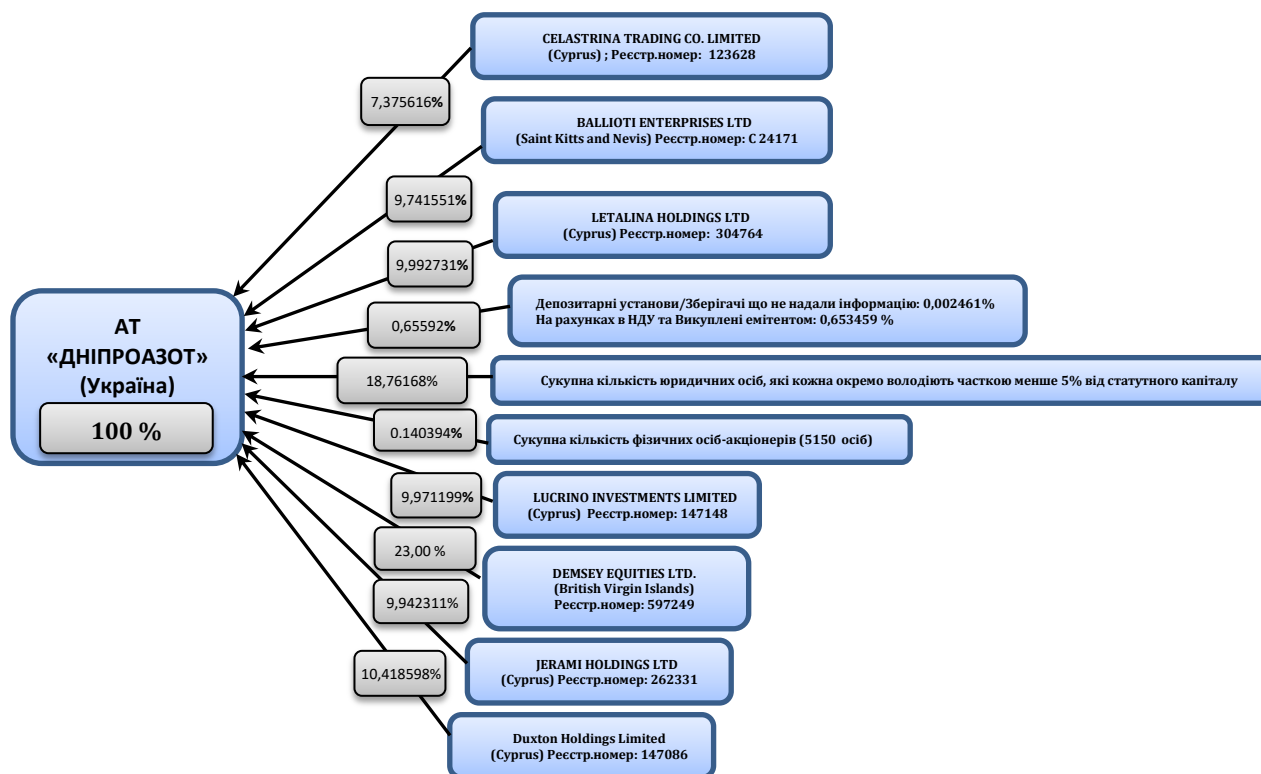 CELASTRINA TRADING CO. LIMITED
(Cyprus) ; Реєстр.номер: 123628
7,375616%
BALLIOTI ENTERPRISES LTD
(Saint Kitts and Nevis) Реєстр.номер: С 24171
9,741551%
LETALINA HOLDINGS LTD
(Cyprus) Реєстр.номер: 304764
9,992731%
Депозитарні установи/Зберігачі що не надали інформацію: 0,002461%
На рахунках в НДУ та Викуплені емітентом: 0,653459 %
0,65592%
АТ
«ДНІПРОАЗОТ»
(Україна)
100 %
18,76168%
Сукупна кількість юридичних осіб, які кожна окремо володіють часткою менше 5% від статутного капіталу
0.140394%
Сукупна кількість фізичних осіб-акціонерів (5150 осіб)
9,971199%
LUCRINO INVESTMENTS LIMITED
(Cyprus) Реєстр.номер: 147148
23,00 %
DEMSEY EQUITIES LTD.
(British Virgin Islands)
Реєстр.номер: 597249
9,942311%
JERAMI HOLDINGS LTD
(Cyprus) Реєстр.номер: 262331
10,418598%
Duxton Holdings Limited
(Cyprus) Реєстр.номер: 147086